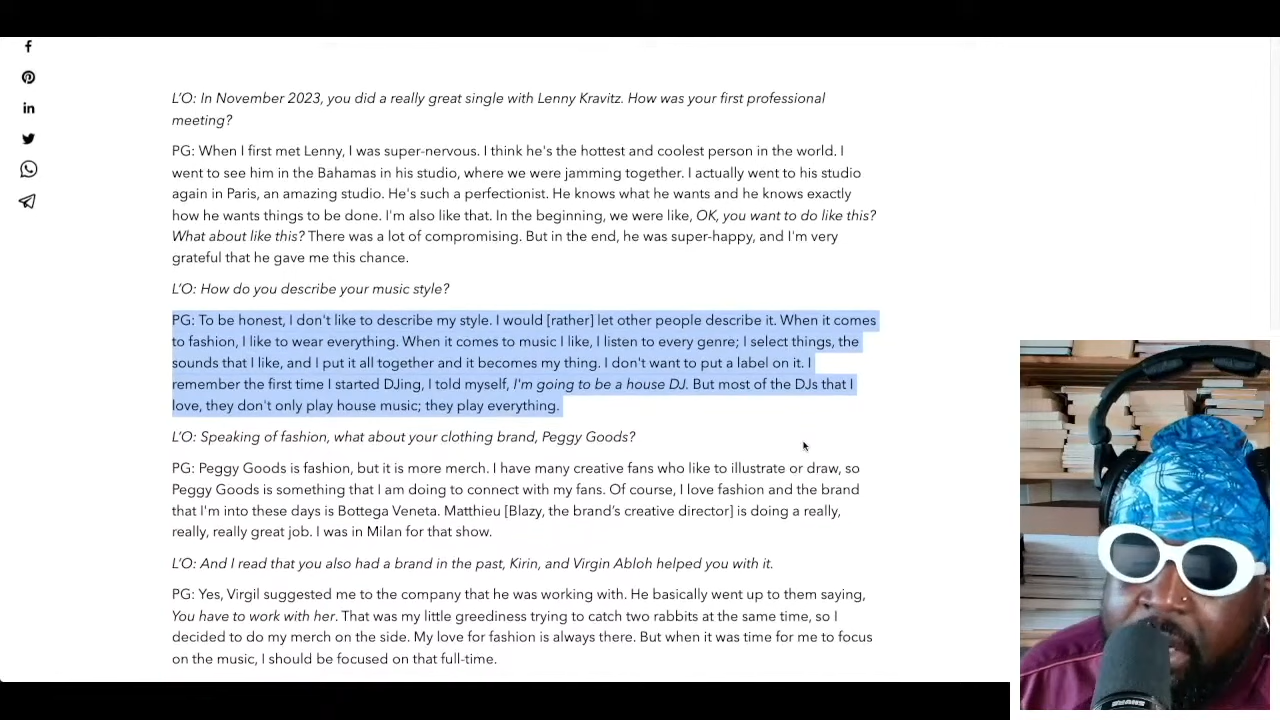 L'O: In November 2023, you did a really great single with Lenny Kravitz. How was your first professional
meeting?
PG: When I first met Lenny, I was super-nervous. I think he's the hottest and coolest person in the world. I
went to see him in the Bahamas in his studio, where we were jamming together. I actually went to his studio
again in Paris, an amazing studio. He's such a perfectionist. He knows what he wants and he knows exactly
how he wants things to be done. I'm also like that. In the beginning, we were like, OK, you want to do like this?
What about like this? There was a lot of compromising. But in the end, he was super-happy, and I'm very
grateful that he gave me this chance.
L'O: How do you describe your music style?
PG: To be honest, I don't like to describe my style. I would [rather] let other people describe it. When it comes
to fashion, I like to wear everything. When it comes to music I like, I listen to every genre; I select things, the
sounds that I like, and I put it all together and it becomes my thing. I don't want to put a label on it. I
remember the first time I started DJing, I told myself, I'm going to be a house DJ. But most of the DJs that I
love, they don't only play house music; they play everything.
L'O: Speaking of fashion, what about your clothing brand, Peggy Goods?
PG: Peggy Goods is fashion, but it is more merch. I have many creative fans who like to illustrate or draw, so
Peggy Goods is something that I am doing to connect with my fans. Of course, I love fashion and the brand
that I'm into these days is Bottega Veneta. Matthieu [Blazy, the brand's creative director] is doing a really,
really, really great job. I was in Milan for that show.
L'O: And I read that you also had a brand in the past, Kirin, and Virgin Abloh helped you with it.
PG: Yes, Virgil suggested me to the company that he was working with. He basically went up to them saying,
You have to work with her. That was my little greediness trying to catch two rabbits at the same time, so I
decided to do my merch on the side. My love for fashion is always there. But when it was time for me to focus
on the music, I should be focused on that full-time.